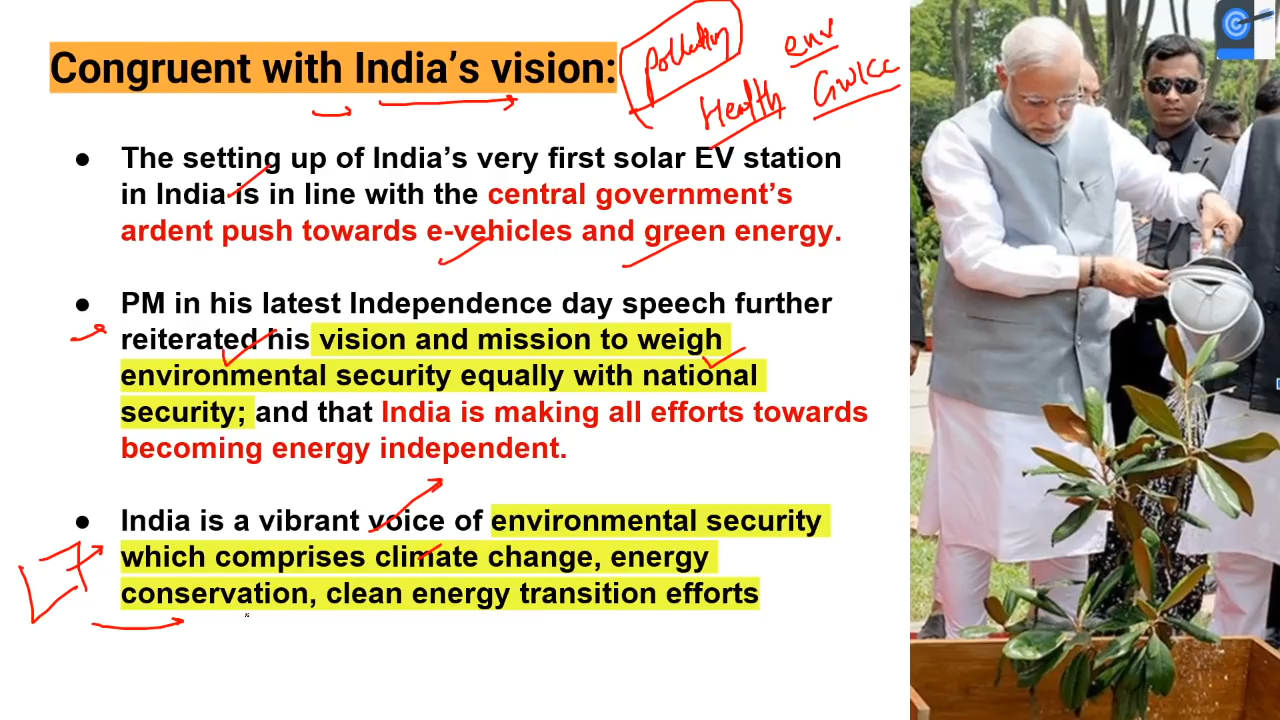 Congruent with India's vision:
Pollution
env
Health
GW/CC
● The setting up of India's very first solar EV station
in India is in line with the central government's
ardent push towards e-vehicles and green energy.
● PM in his latest Independence day speech further
reiterated his vision and mission to weigh
environmental security equally with national
security; and that India is making all efforts towards
becoming energy independent.
● India is a vibrant voice of environmental security
which comprises climate change, energy
conservation, clean energy transition efforts